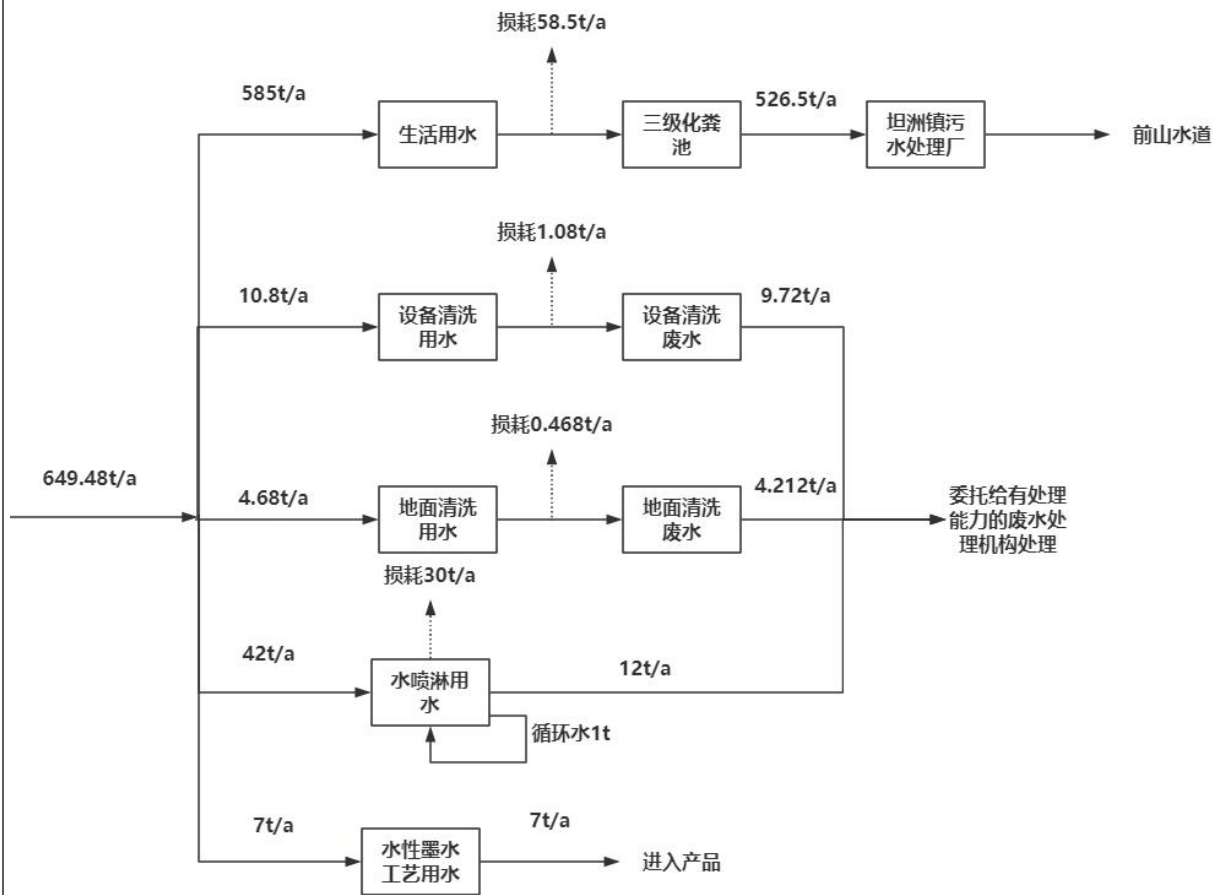 损耗58.5t/a
585t/a
生活用水
三级化粪
池
526.5t/a
坦洲镇污
水处理厂
前山水道
损耗1.08t/a
10.8t/a
设备清洗
用水
设备清洗
废水
9.72t/a
损耗0.468t/a
649.48t/a
4.68t/a
地面清洗
用水
地面清洗
废水
4.212t/a
委托给有处理
能力的废水处
理机构处理
损耗30t/a
42t/a
水喷淋用
水
12t/a
循环水1t
7t/a
水性墨水
工艺用水
7t/a
进入产品